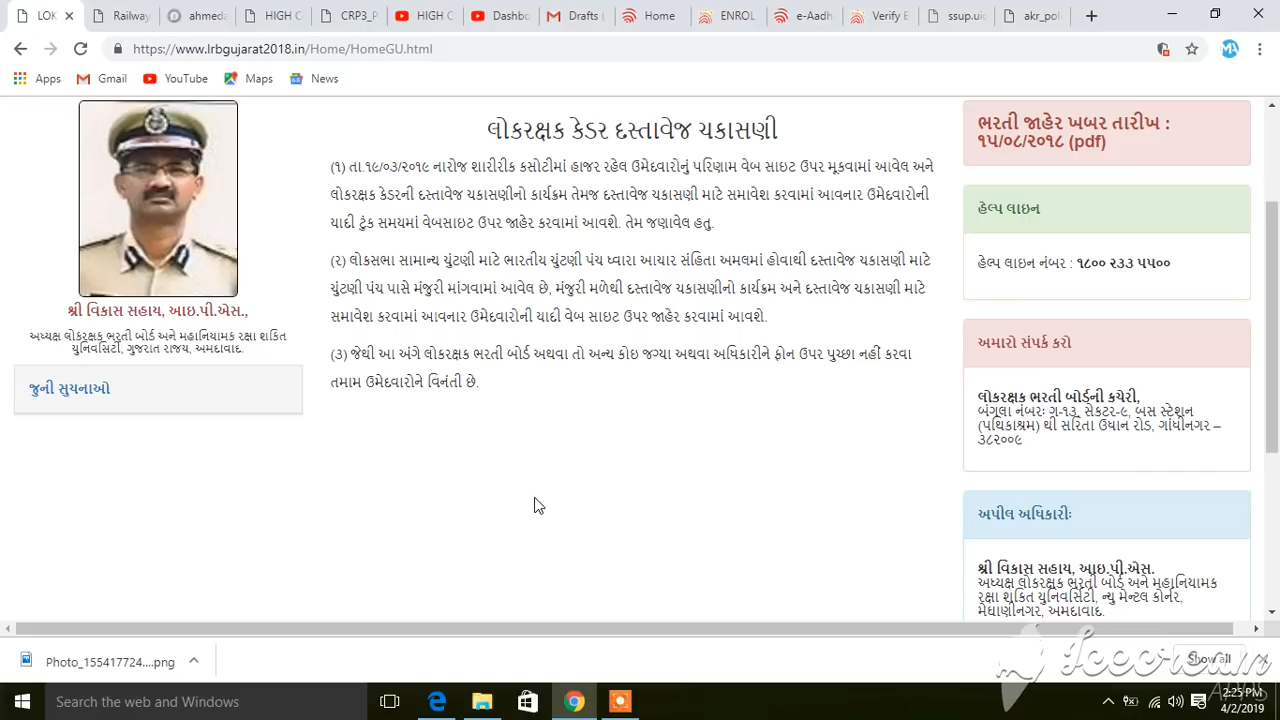 LOK
Railway
ahmeda
HIGH C
CRP3_P
HIGH C
Dashbo
Drafts (
Home
ENROL
e-Aadh
Verify E
ssup.uid
akr_poli
https://www.lrbgujarat2018.in/Home/HomeGU.html
Apps
Gmail
YouTube
Maps
News
શ્રી વિકાસ સહાય, આઇ.પી.એસ.,
અધ્યક્ષ લોકરક્ષક ભરતી બોર્ડ અને મહાનિયામક રક્ષા શકિત
યુનિવર્સિટી, ગુજરાત રાજય, અમદાવાદ.
જુની સુચનાઓ
લોકરક્ષક કેડર દસ્તાવેજ ચકાસણી
(૧) તા.૧૯/૦૩/૨૦૧૯ નારોજ શારીરીક કસોટીમાં હાજર રહેલ ઉમેદવારોનું પરિણામ વેબ સાઇટ ઉપર મૂકવામાં આવેલ અને
લોકરક્ષક કેડરની દસ્તાવેજ ચકાસણીનો કાર્યક્રમ તેમજ દસ્તાવેજ ચકાસણી માટે સમાવેશ કરવામાં આવનાર ઉમેદવારોની
યાદી ટુંક સમયમાં વેબસાઇટ ઉપર જાહેર કરવામાં આવશે. તેમ જણાવેલ હતુ.
(૨) લોકસભા સામાન્ય ચુંટણી માટે ભારતીય ચુંટણી પંચ ધ્વારા આચાર સંહિતા અમલમાં હોવાથી દસ્તાવેજ ચકાસણી માટે
ચુંટણી પંચ પાસે મંજુરી માંગવામાં આવેલ છે, મંજુરી મળેથી દસ્તાવેજ ચકાસણીનો કાર્યક્રમ અને દસ્તાવેજ ચકાસણી માટે
સમાવેશ કરવામાં આવનાર ઉમેદવારોની યાદી વેબ સાઇટ ઉપર જાહેર કરવામાં આવશે.
(૩) જેથી આ અંગે લોકરક્ષક ભરતી બોર્ડ અથવા તો અન્ય કોઇ જગ્યા અથવા અધિકારીને ફોન ઉપર પુચ્છા નહીં કરવા
તમામ ઉમેદવારોને વિનંતી છે.
ભરતી જાહેર ખબર તારીખ :
૧૫/૦૮/૨૦૧૮ (pdf)
હેલ્પ લાઇન
હેલ્પ લાઇન નંબર : ૧૮૦૦ ૨૩૩ ૫૫૦૦
અમારો સંપર્ક કરો
લોકરક્ષક ભરતી બોર્ડની કચેરી,
બંગલા નંબરઃ ગ-૧૩, સેકટર-૯, બસ સ્ટેશન
(પથિકાશ્રમ) થી સરિતા ઉધાન રોડ, ગાંધીનગર –
૩૮૨૦૦૯
અપીલ અધિકારીઃ
શ્રી વિકાસ સહાય, આઇ.પી.એસ.
અધ્યક્ષ લોકરક્ષક ભરતી બોર્ડ અને મહાનિયામક
રક્ષા શકિત યુનિવર્સિટી, ન્યુ મેન્ટલ કોર્નર,
મેઘાણીનગર, અમદાવાદ.
Photo_155417724....png
Show all
Icecream
APPS
Search the web and Windows
2:25 PM
4/2/2019